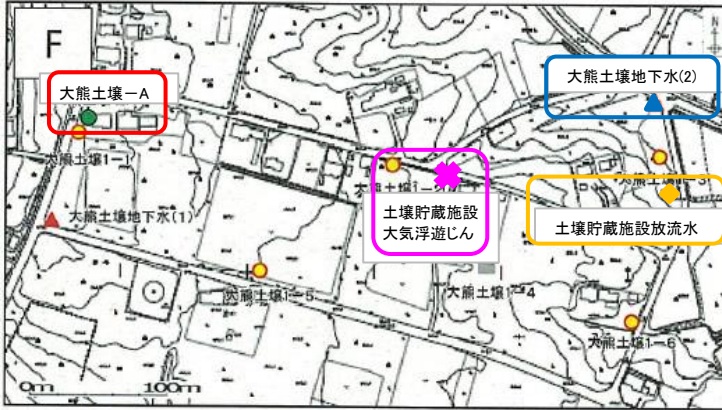 F
大熊土壌－A
大熊土壌地下水(2)
大熊土壌1－1
土壌貯蔵施設
大気浮遊じん
土壌貯蔵施設放流水
大熊土壌地下水(1)
大熊土壌1－5
大熊土壌1－4
大熊土壌1－6
0m
100m